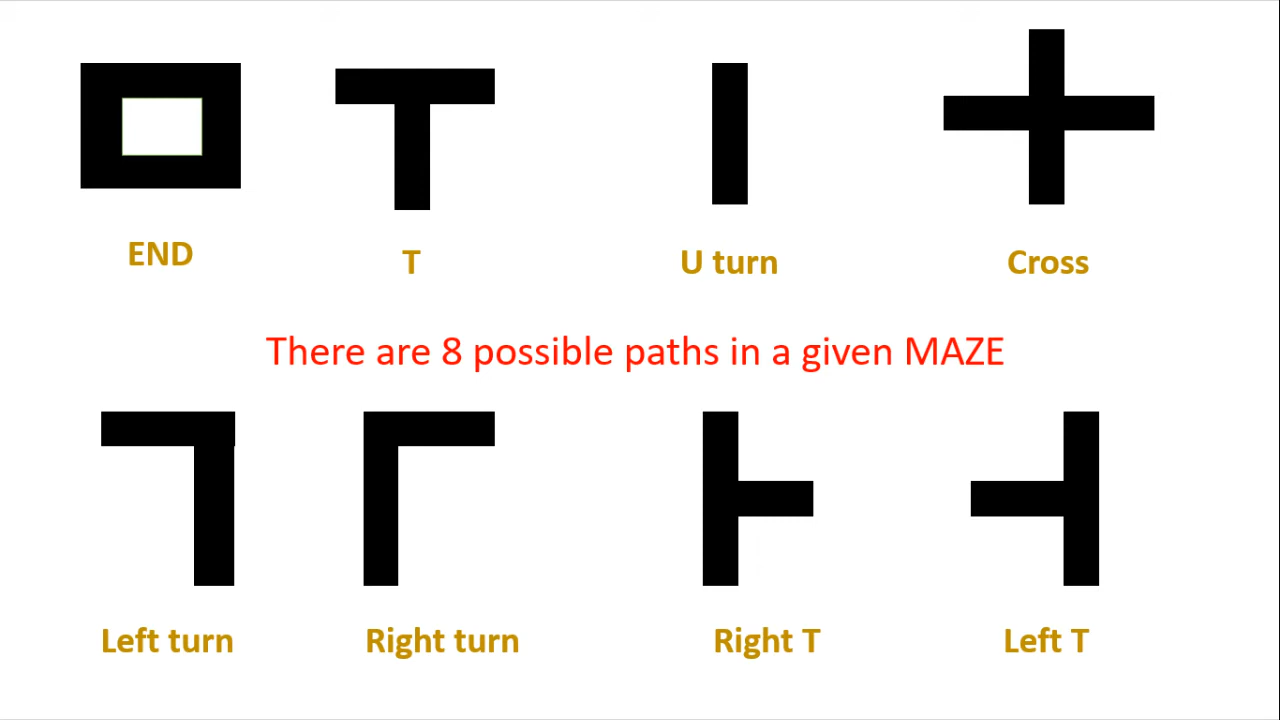 END
T
U turn
Cross
There are 8 possible paths in a given MAZE
Left turn
Right turn
Right T
Left T